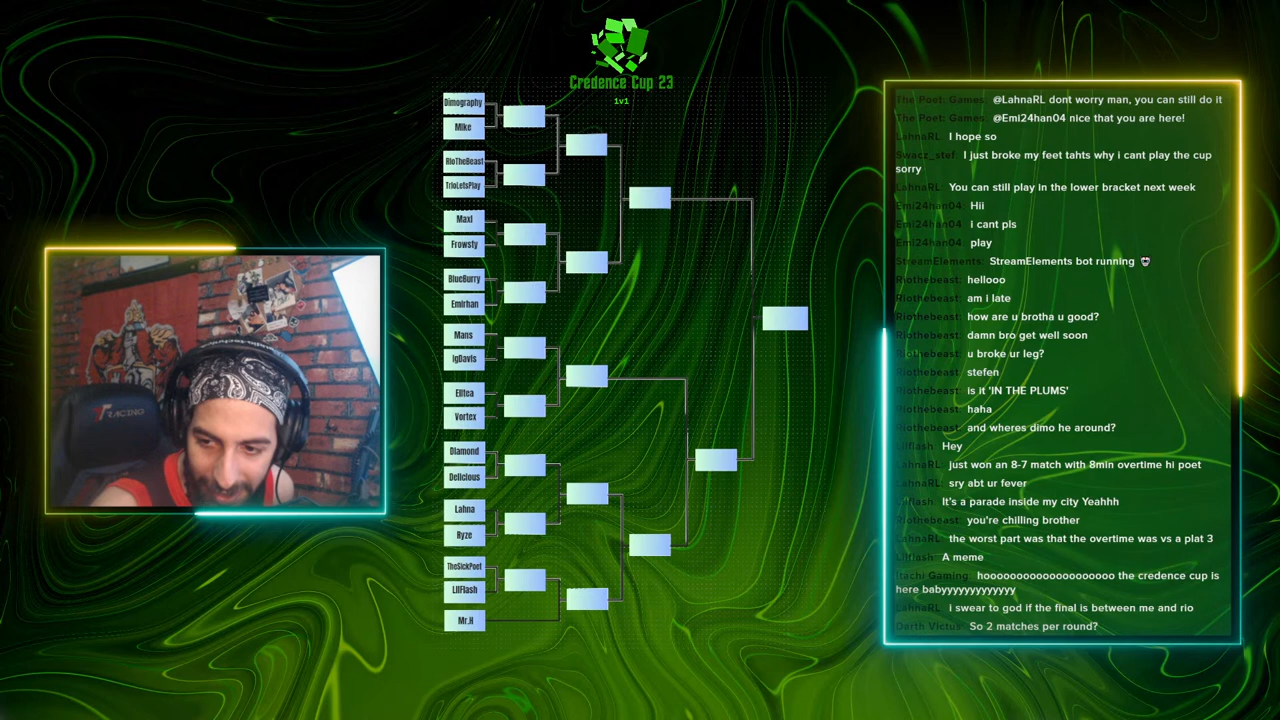 Credence Cup 23
1v1
Dimography
Mike
RioTheBeast
TrioLetsPlay
Maxi
Frowsty
BlueBurry
Emirhan
Mans
IgDavis
Elitea
Vortex
Diamond
Delicious
Lahna
Ryze
TheSickPoet
LilFlash
Mr.H
RACING
The Poet: Games: @LahnaRL dont worry man, you can still do it
The Poet: Games: @Emi24han04 nice that you are here!
LahnaRL: I hope so
Swacz_stef: I just broke my feet tahts why i cant play the cup
sorry
LahnaRL: You can still play in the lower bracket next week
Emi24han04: Hii
Emi24han04: i cant pls
Emi24han04: play
StreamElements: StreamElements bot running
Riothebeast: hellooo
Riothebeast: am i late
Riothebeast: how are u brotha u good?
Riothebeast: damn bro get well soon
Riothebeast: u broke ur leg?
Riothebeast: stefen
Riothebeast: is it 'IN THE PLUMS'
Riothebeast: haha
Riothebeast: and wheres dimo he around?
Lilflash: Hey
LahnaRL: just won an 8-7 match with 8min overtime hi poet
LahnaRL: sry abt ur fever
Lilflash: It's a parade inside my city Yeahhh
Riothebeast: you're chilling brother
LahnaRL: the worst part was that the overtime was vs a plat 3
Lilflash: A meme
Itachi Gaming: hooooooooooooooooooo the credence cup is
here babyyyyyyyyyyyy
LahnaRL: i swear to god if the final is between me and rio
Darth Victus: So 2 matches per round?